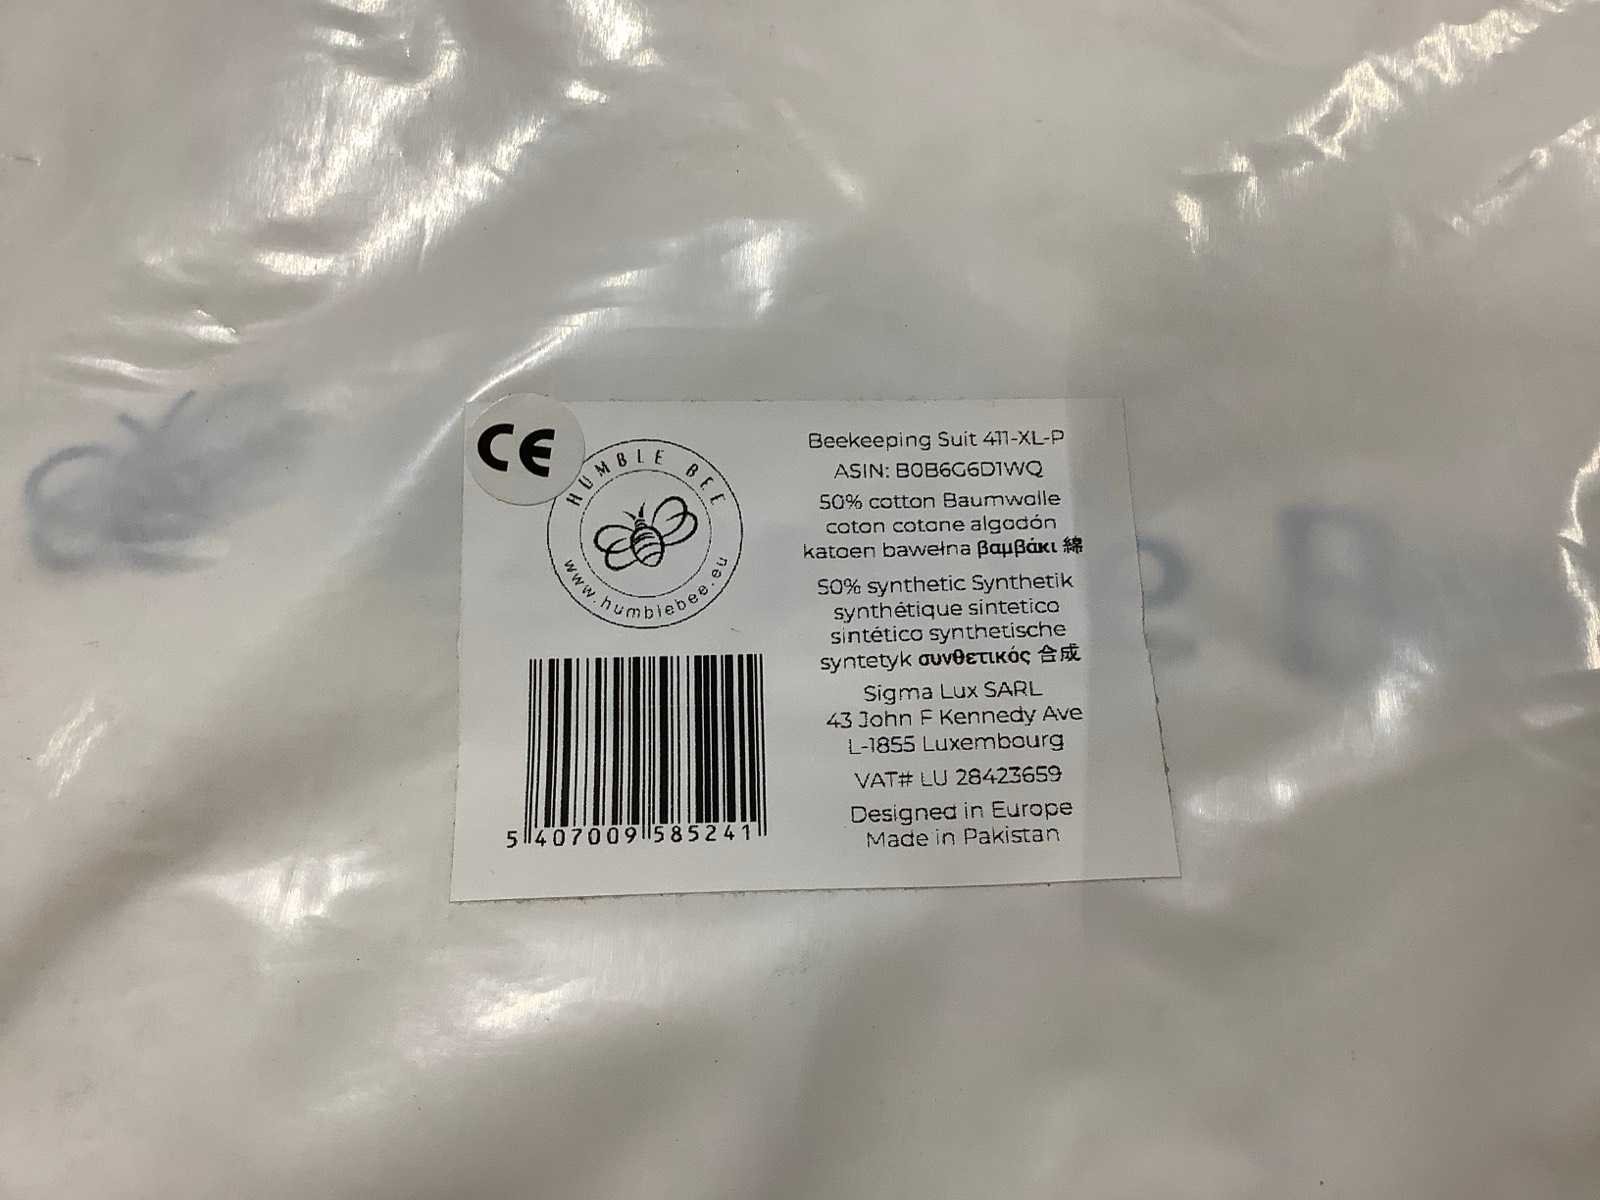 CE
HUMBLE BEE
www.humblebee.eu
5 407009 585241
Beekeeping Suit 411-XL-P
ASIN: B0B6G6D1WQ
50% cotton Baumwolle
coton cotone algodón
katoen bawełna βαμβάκι 綿
50% synthetic Synthetik
synthétique sintetico
sintético synthetische
syntetyk συνθετικός 合成
Sigma Lux SARL
43 John F Kennedy Ave
L-1855 Luxembourg
VAT# LU 28423659
Designed in Europe
Made in Pakistan